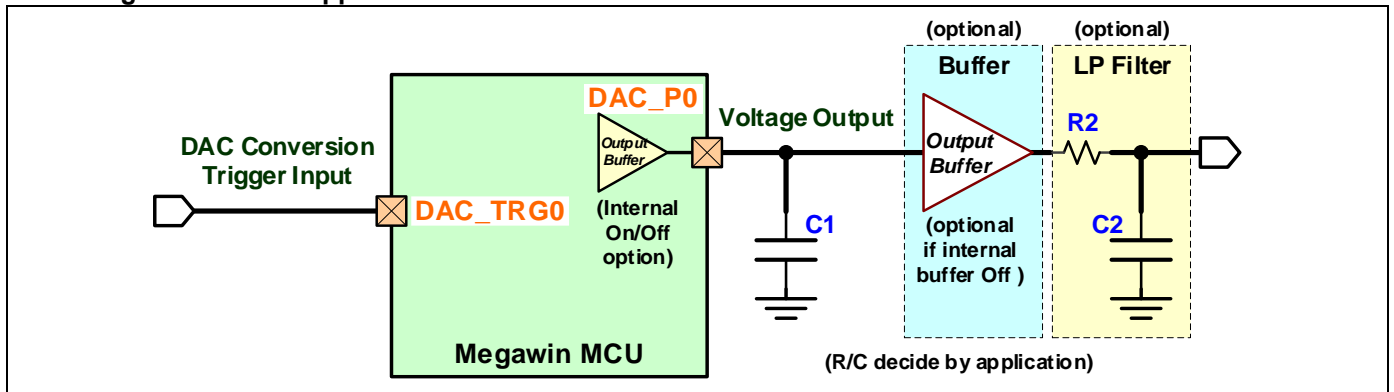 (optional)
(optional)
Buffer
LP Filter
DAC_P0
Voltage Output
R2
DAC Conversion
Trigger Input
Output
Buffer
Output
Buffer
DAC_TRG0
(Internal
On/Off
option)
C1
(optional
if internal
buffer Off )
C2
Megawin MCU
(R/C decide by application)